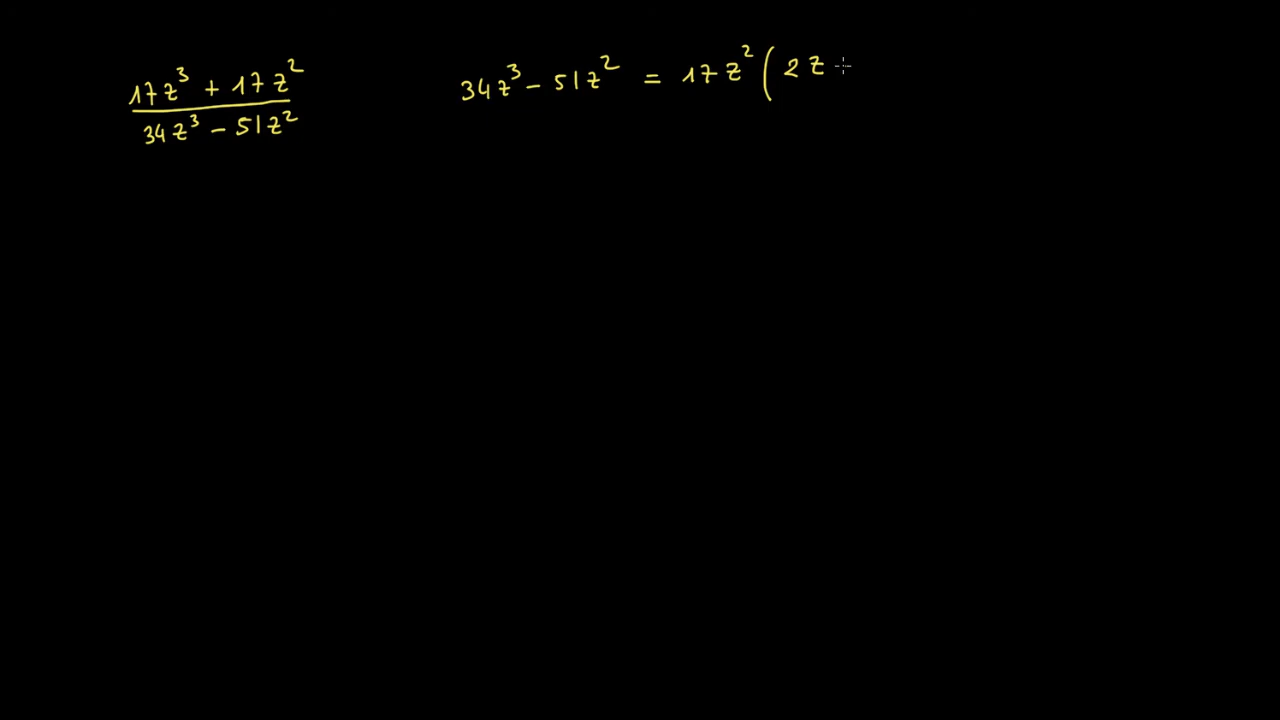 17z³ + 17z²
34z³ - 51z²
34z³ - 51z² = 17z² (2z